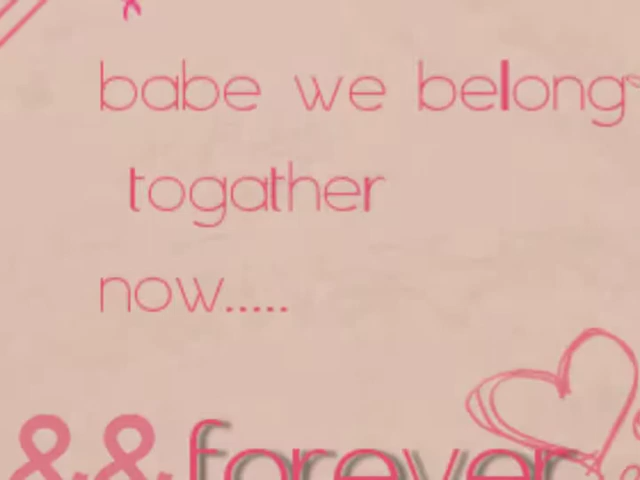 babe we belong
togather
now.....
&& forever